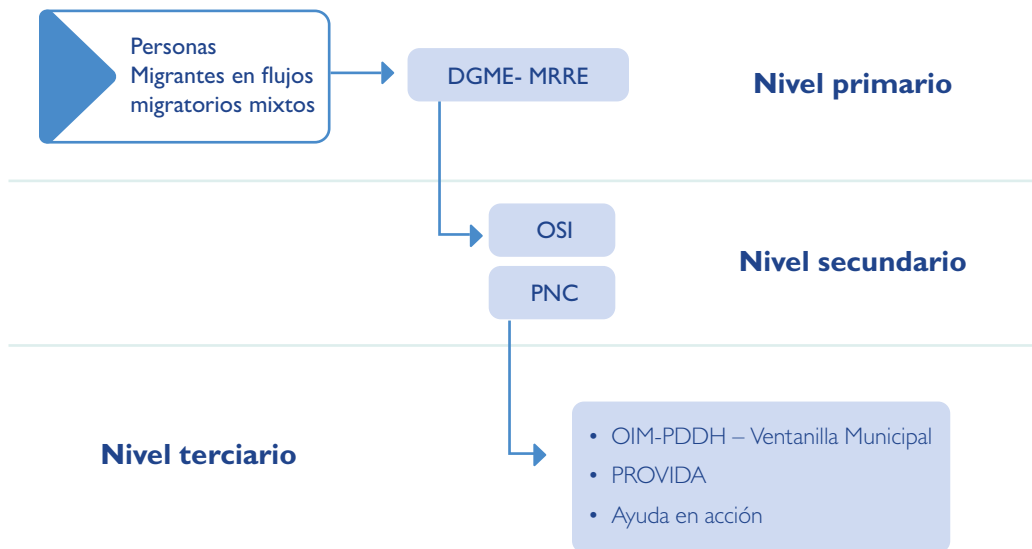 Personas
Migrantes en flujos
migratorios mixtos
DGME- MRRE
Nivel primario
OSI
Nivel secundario
PNC
Nivel terciario
• OIM-PDDH – Ventanilla Municipal
• PROVIDA
• Ayuda en acción